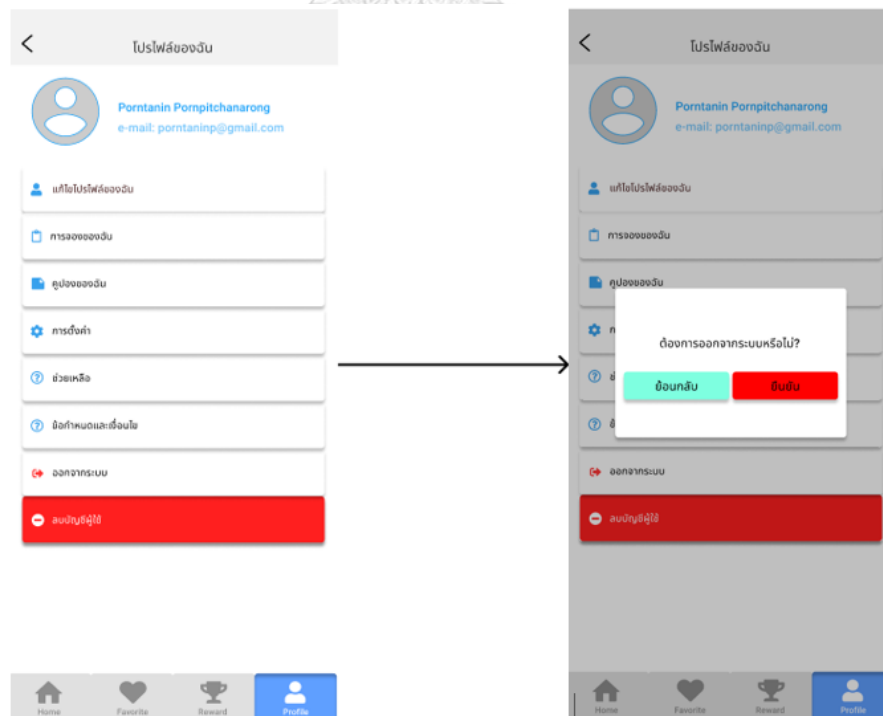 โปรไฟล์ของฉัน
Porntanin Pornpitchanarong
e-mail: porntaninp@gmail.com
แก้ไขโปรไฟล์ของฉัน
การจองของฉัน
คูปองของฉัน
การตั้งค่า
ช่วยเหลือ
ข้อกำหนดและเงื่อนไข
ออกจากระบบ
ลบบัญชีผู้ใช้
Home Favorite Reward Profile
โปรไฟล์ของฉัน
Porntanin Pornpitchanarong
e-mail: porntaninp@gmail.com
แก้ไขโปรไฟล์ของฉัน
การจองของฉัน
คูปองของฉัน
ก
ต้องการออกจากระบบหรือไม่?
ช่
ย้อนกลับ ยืนยัน
ข้
ออกจากระบบ
ลบบัญชีผู้ใช้
Home Favorite Reward Profile